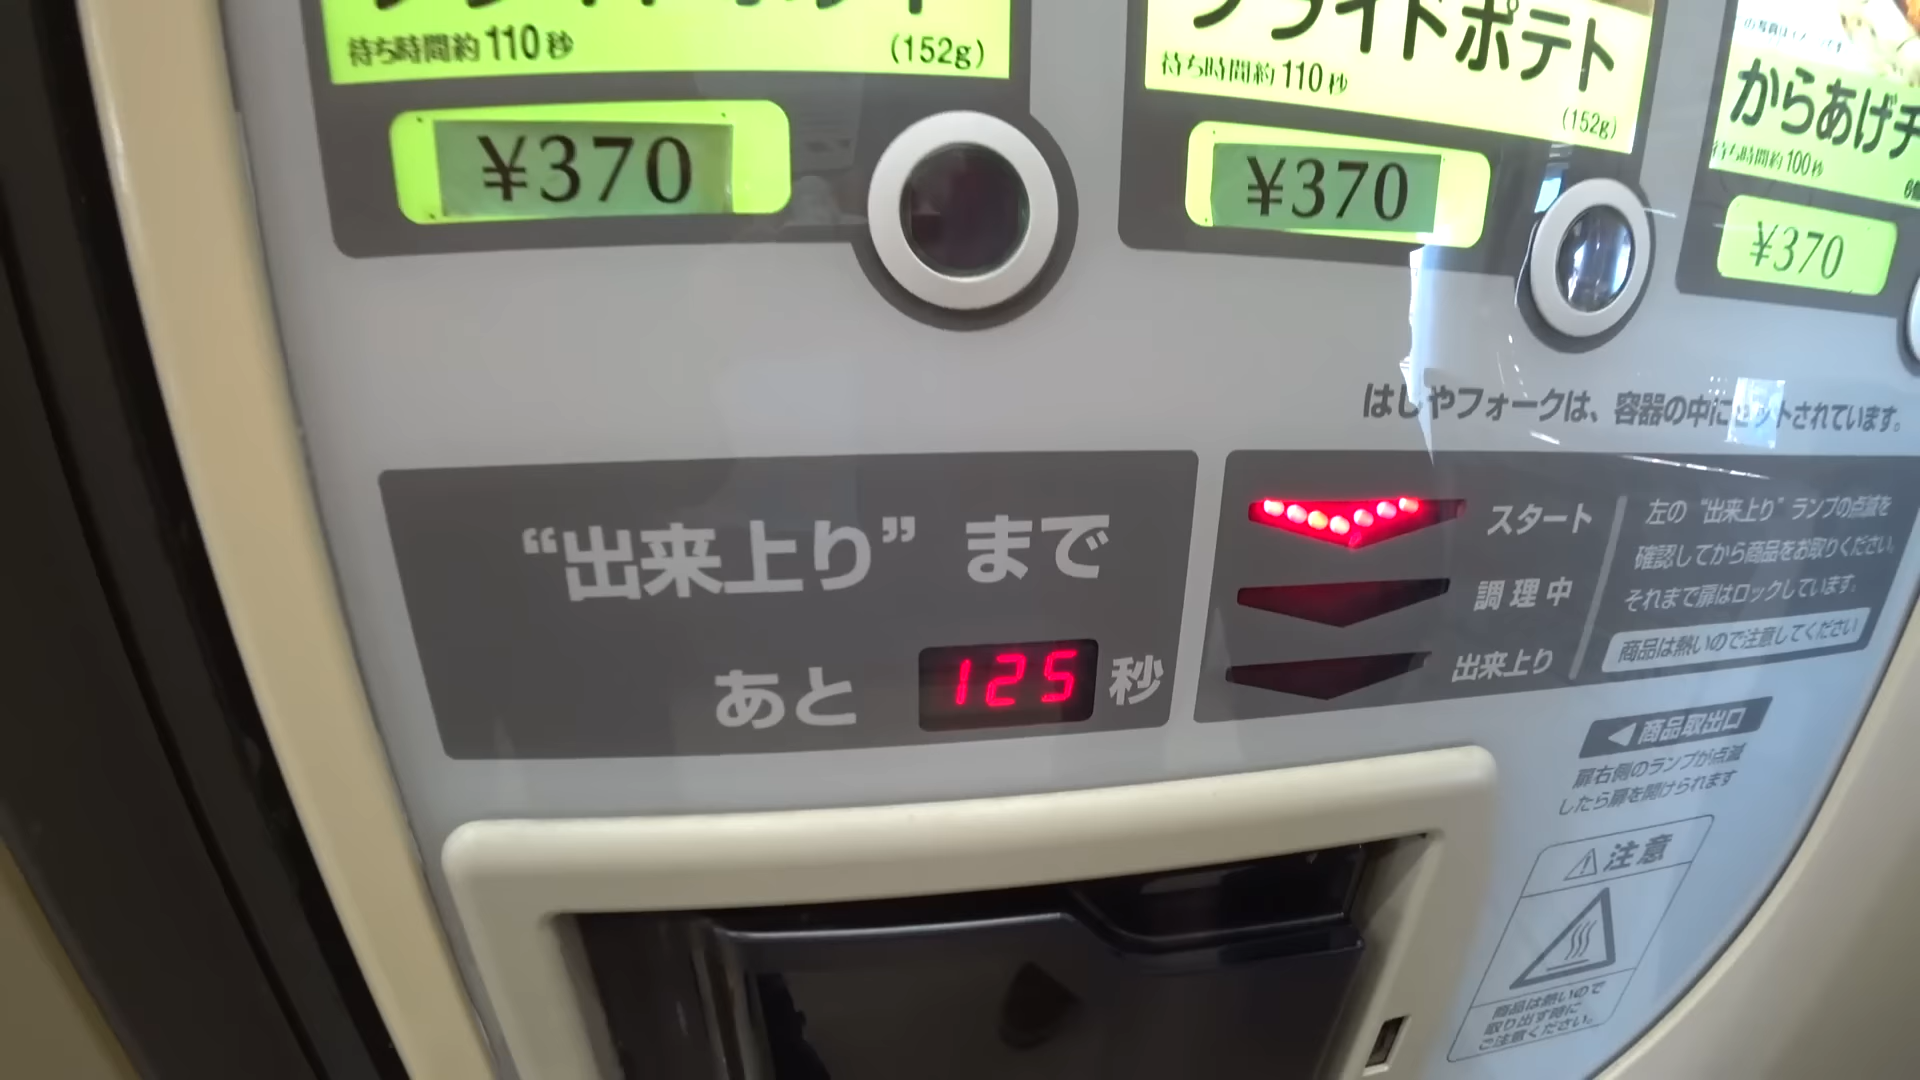 待ち時間約110秒
(152g)
¥370
フライドポテト
待ち時間約110秒
(152g)
¥370
からあげチ
待ち時間約100秒
¥370
はしやフォークは、容器の中にセットされています。
“出来上り” まで
あと 125 秒
スタート
調理中
出来上り
左の “出来上り” ランプの点滅を
確認してから商品をお取りください。
それまで扉はロックしています。
商品は熱いので注意してください
◀商品取出口
扉右側のランプが点滅
したら扉を開けられます
⚠注意
商品は熱いので
取り出す時に
ご注意ください。